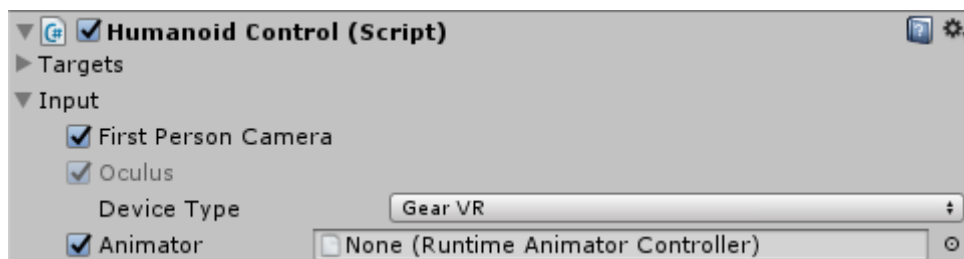 Humanoid Control (Script)
Targets
Input
First Person Camera
Oculus
Device Type Gear VR
Animator None (Runtime Animator Controller)